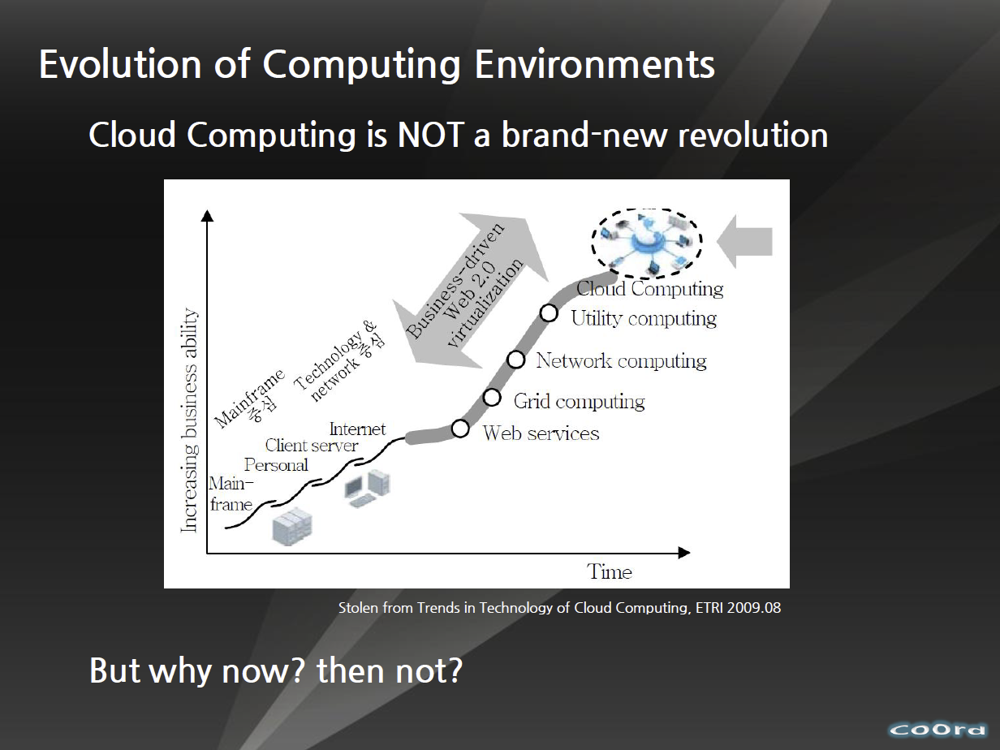 Evolution of Computing Environments
Cloud Computing is NOT a brand-new revolution
Increasing business ability
Mainframe
중심
Technology &
network 중심
Business-driven
Web 2.0
virtualization
Cloud Computing
Utility computing
Network computing
Grid computing
Web services
Internet
Client server
Personal
Main-
frame
Time
Stolen from Trends in Technology of Cloud Computing, ETRI 2009.08
But why now? then not?
coord